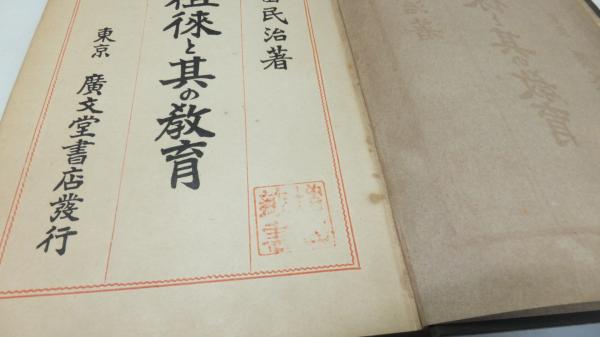 民治著
徠と其の教育
東京 廣文堂書店發行